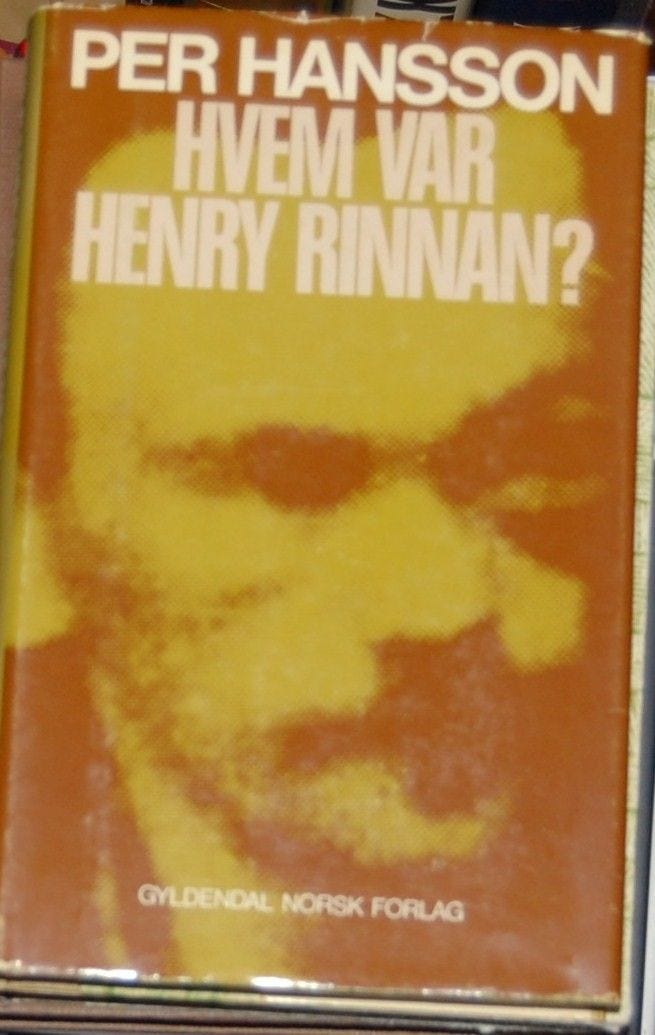 PER HANSSON
HVEM VAR
HENRY RINNAN?
GYLDENDAL NORSK FORLAG